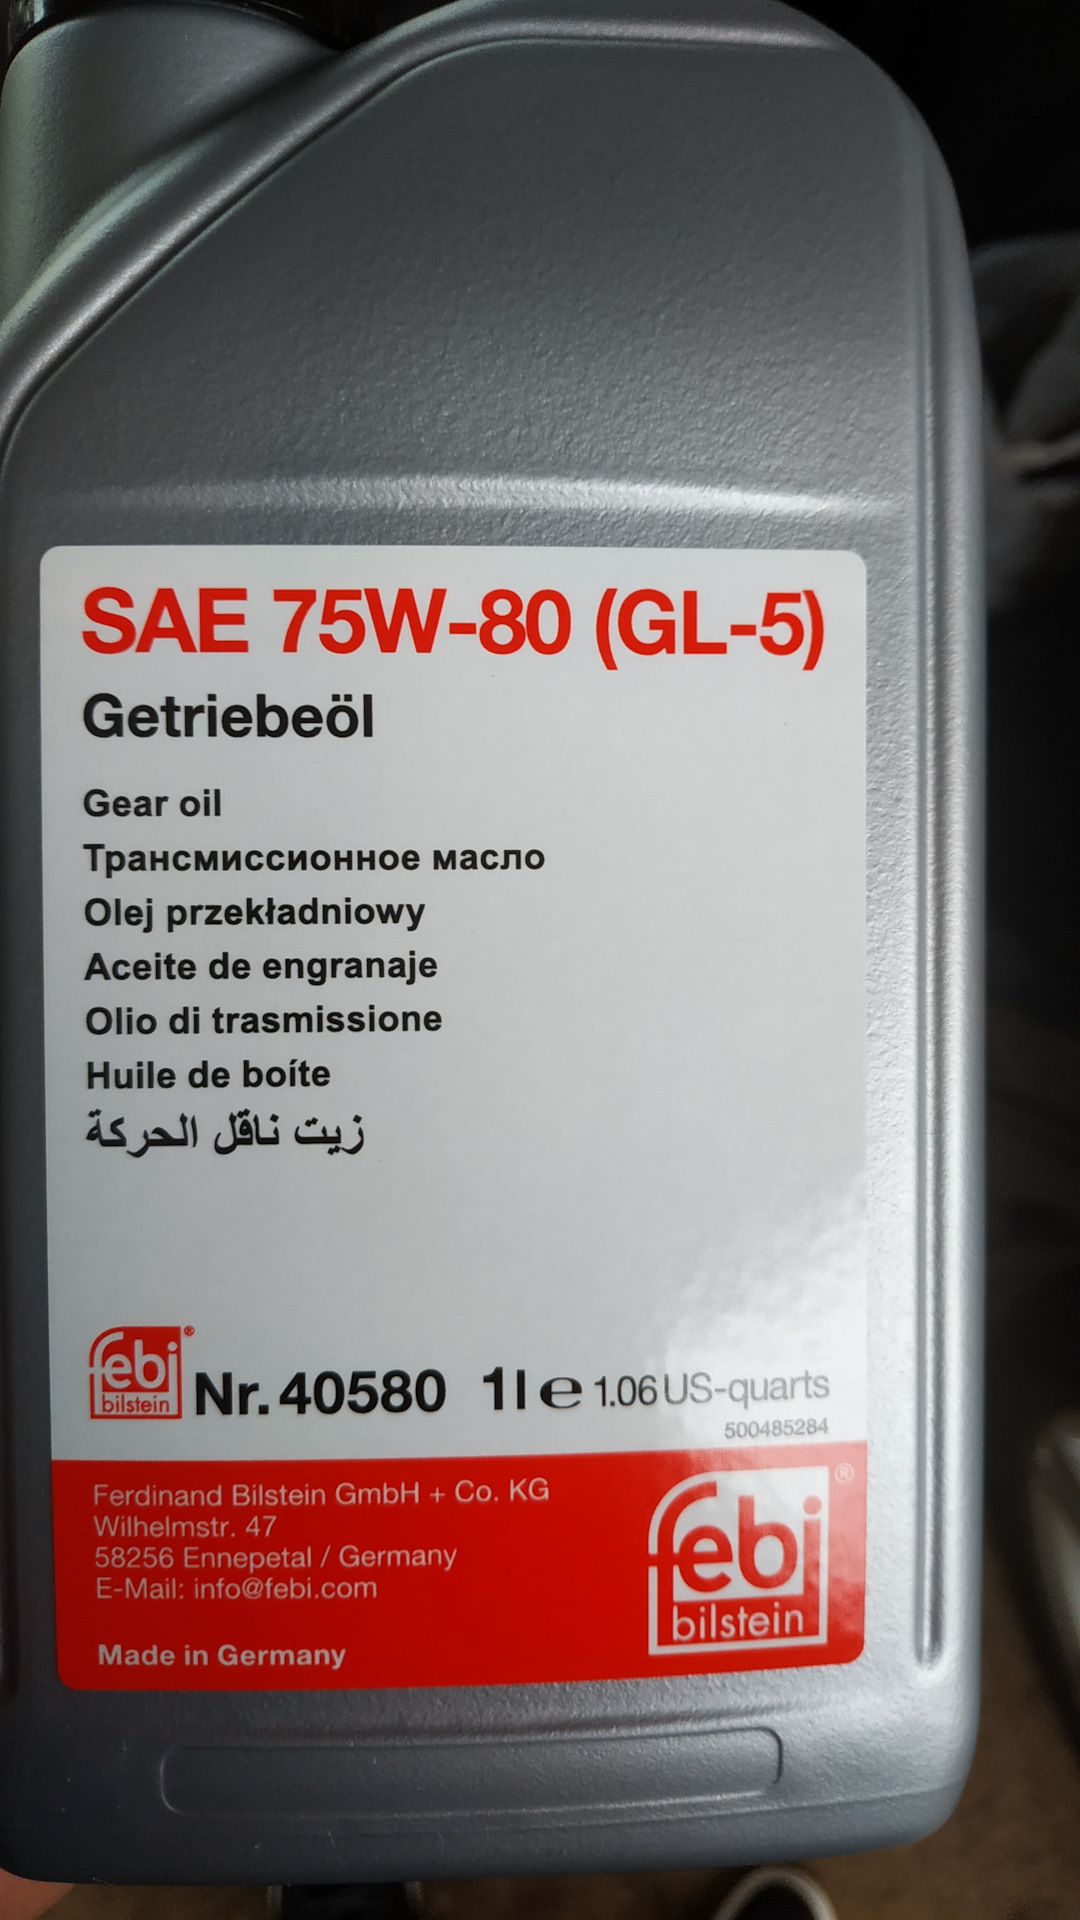 SAE 75W-80 (GL-5)
Getriebeöl
Gear oil
Трансмиссионное масло
Olej przekładniowy
Aceite de engranaje
Olio di trasmissione
Huile de boíte
زيت ناقل الحركة
febi®
bilstein
Nr. 40580 1l e 1.06 US-quarts
500485284
Ferdinand Bilstein GmbH + Co. KG
Wilhelmstr. 47
58256 Ennepetal / Germany
E-Mail: info@febi.com
Made in Germany
febi®
bilstein